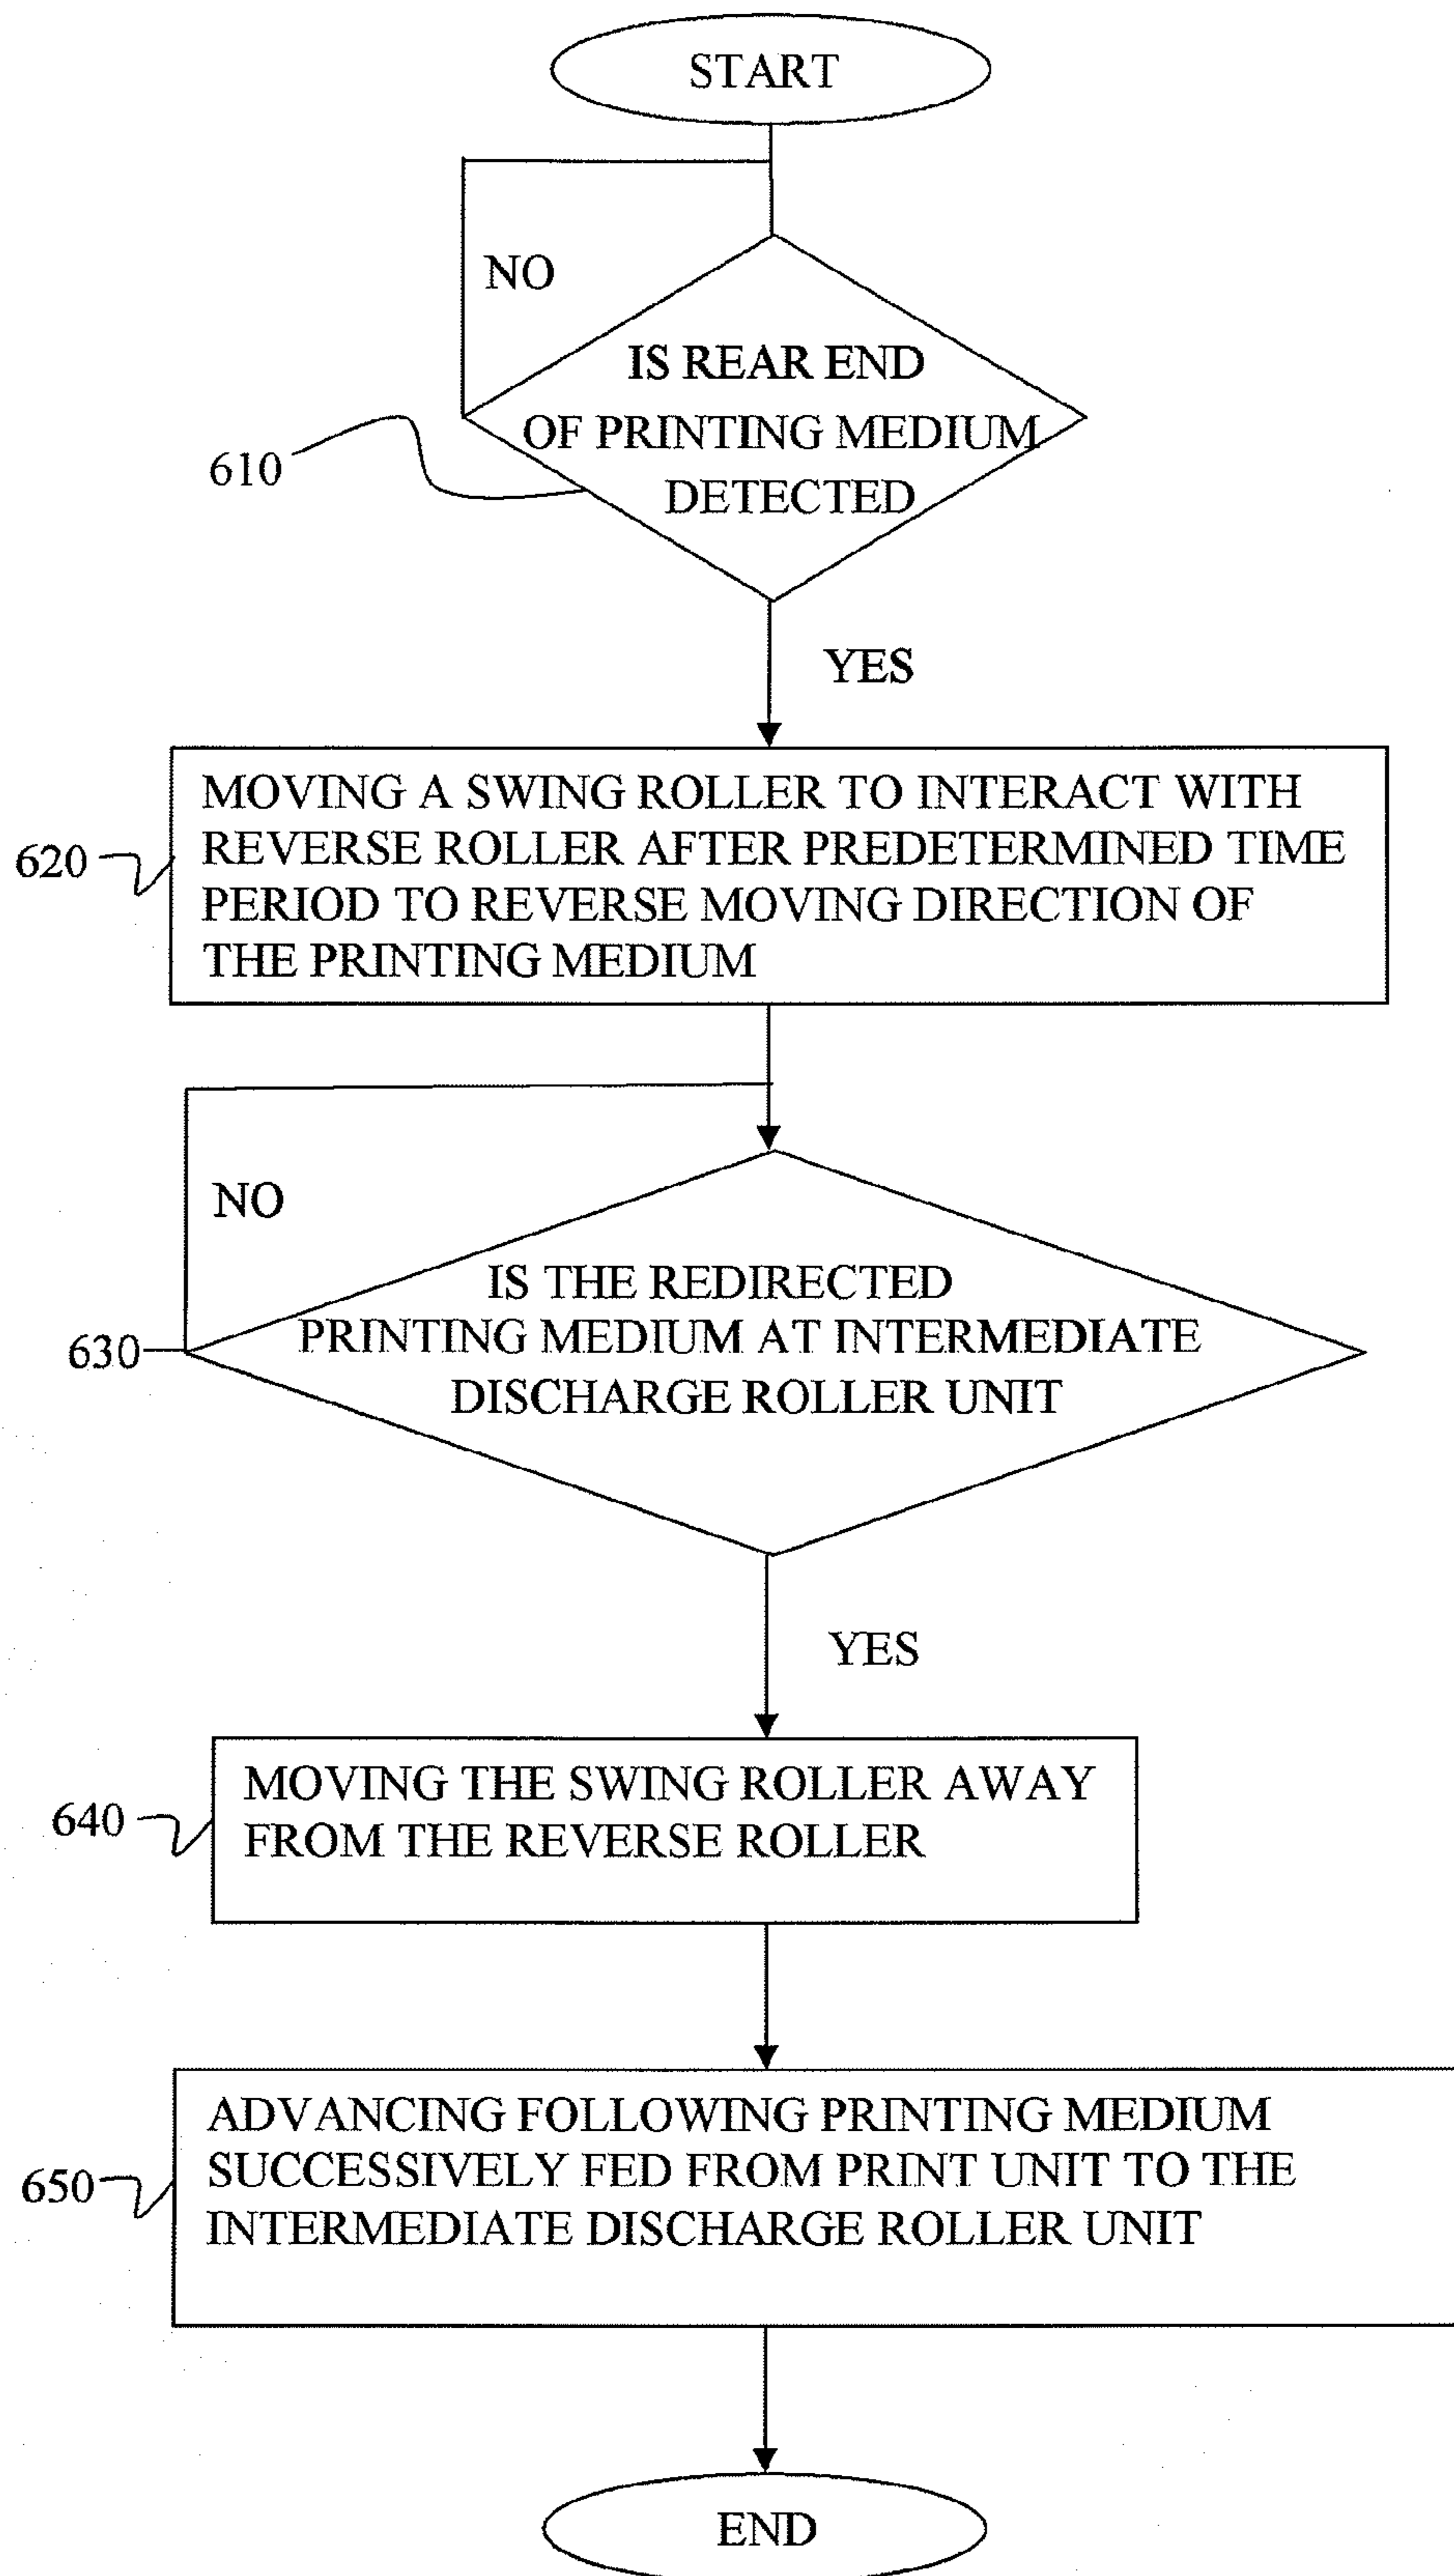 START
NO
IS REAR END
OF PRINTING MEDIUM
DETECTED
610
YES
MOVING A SWING ROLLER TO INTERACT WITH
REVERSE ROLLER AFTER PREDETERMINED TIME
PERIOD TO REVERSE MOVING DIRECTION OF
THE PRINTING MEDIUM
620
NO
IS THE REDIRECTED
PRINTING MEDIUM AT INTERMEDIATE
DISCHARGE ROLLER UNIT
630
YES
MOVING THE SWING ROLLER AWAY
FROM THE REVERSE ROLLER
640
ADVANCING FOLLOWING PRINTING MEDIUM
SUCCESSIVELY FED FROM PRINT UNIT TO THE
INTERMEDIATE DISCHARGE ROLLER UNIT
650
END